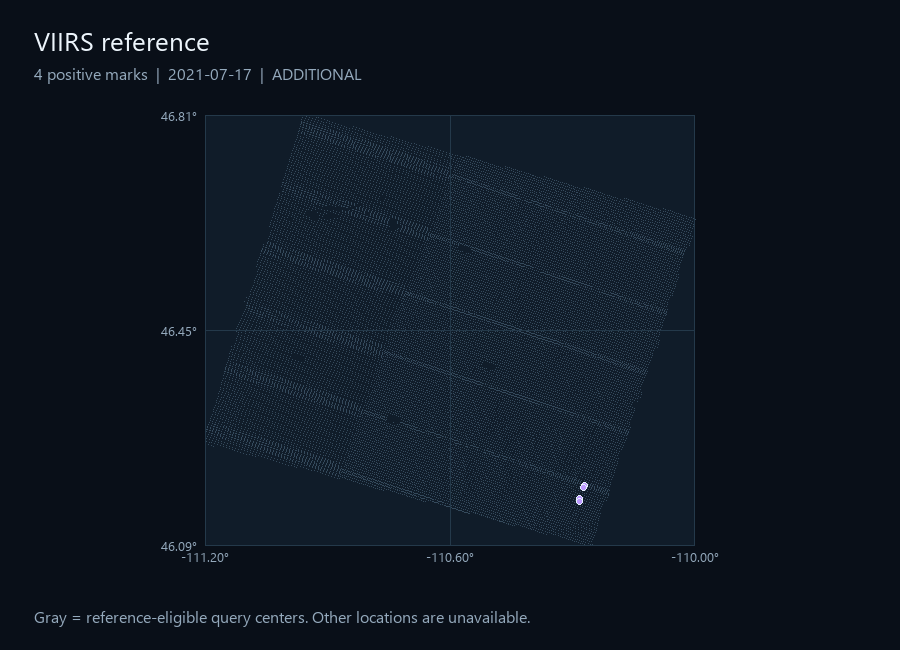 VIIRS reference
4 positive marks | 2021-07-17 | ADDITIONAL
46.81°
46.45°
46.09°
-111.20°
-110.60°
-110.00°
Gray = reference-eligible query centers. Other locations are unavailable.